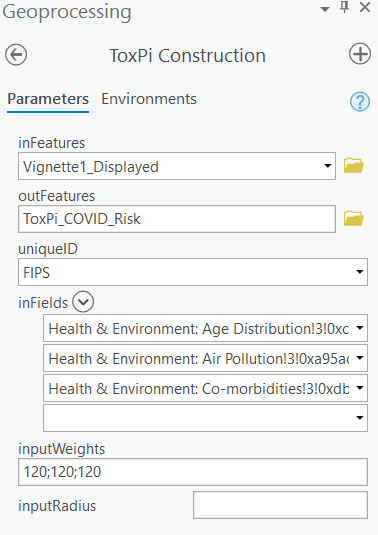 Geoprocessing
ToxPi Construction
Parameters Environments
inFeatures
Vignette1_Displayed
outFeatures
ToxPi_COVID_Risk
uniqueID
FIPS
inFields
Health & Environment: Age Distribution!3!0xc
Health & Environment: Air Pollution!3!0xa95a
Health & Environment: Co-morbidities!3!0xdb
inputWeights
120;120;120
inputRadius